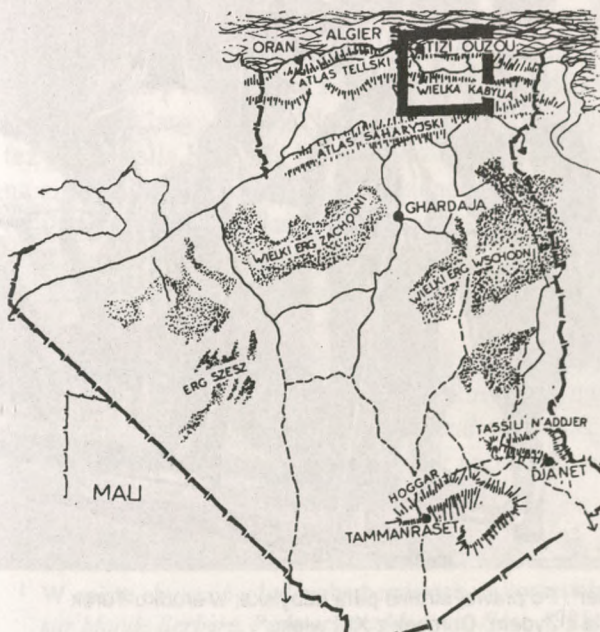 ORAN
ALGIER
TIZI OUZOU
ATLAS TELLSKI
WIELKA KABYLIA
ATLAS SAHARYJSKI
GHARDAJA
WIELKI ERG ZACHODNI
WIELKI ERG WSCHODNI
ERG SZESZ
TASSILI N'ADDJER
DJANET
MALI
HOGGAR
TAMMANRASET